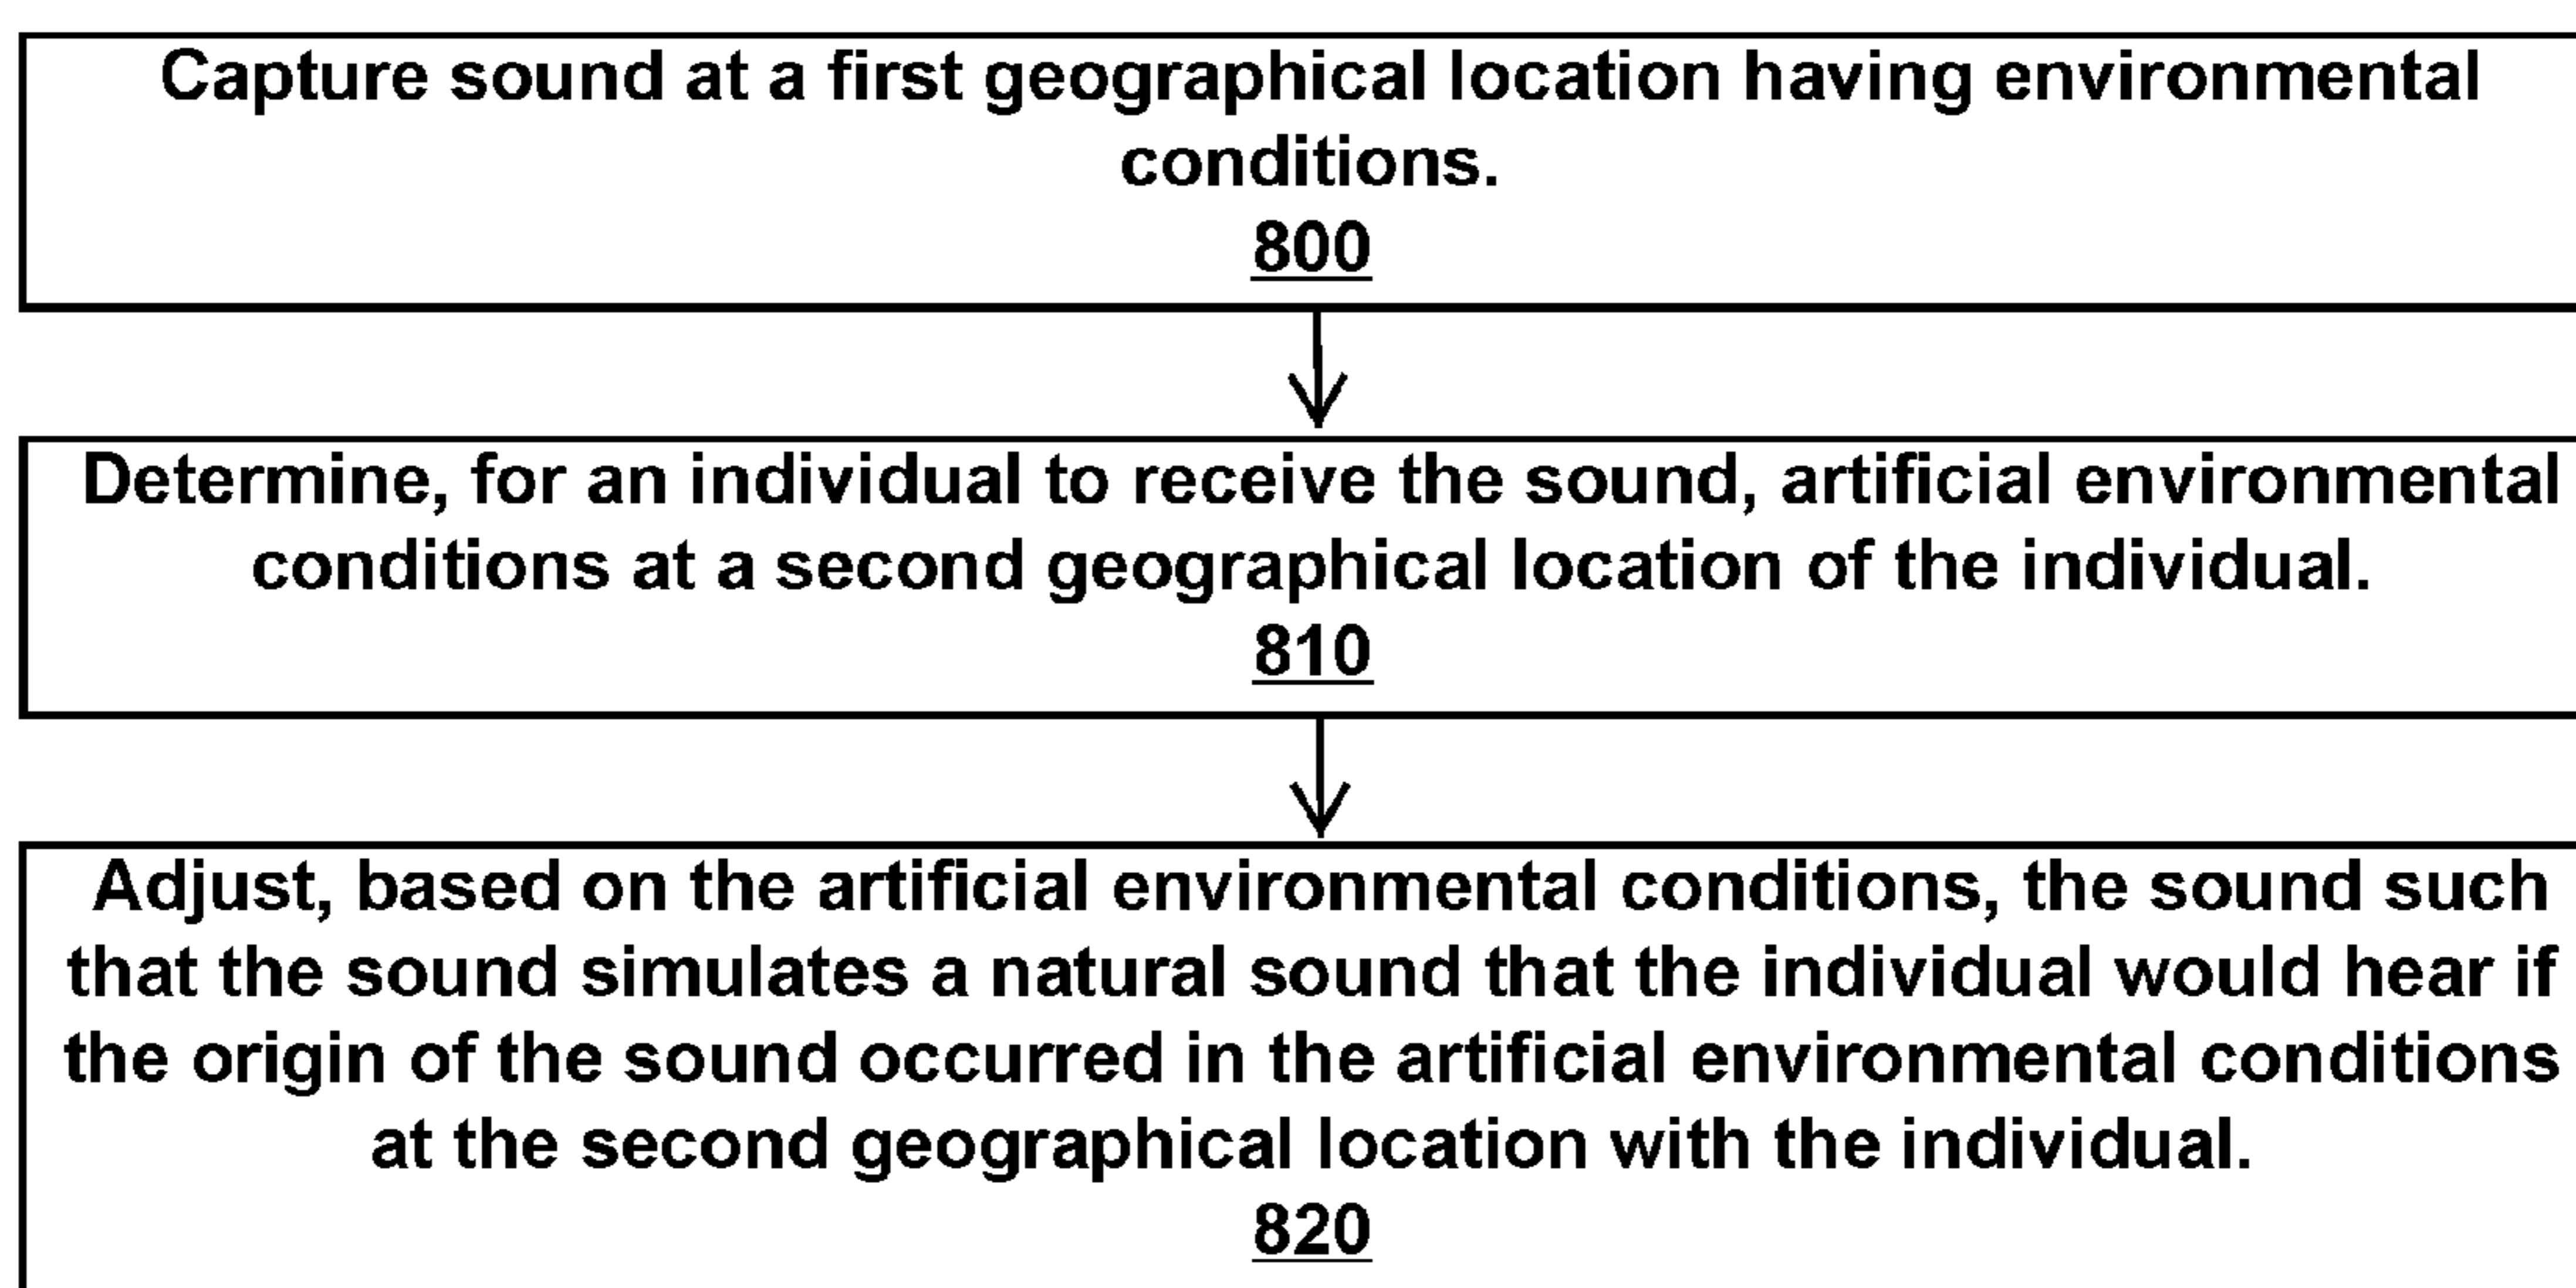 Capture sound at a first geographical location having environmental
conditions.
800
Determine, for an individual to receive the sound, artificial environmental
conditions at a second geographical location of the individual.
810
Adjust, based on the artificial environmental conditions, the sound such
that the sound simulates a natural sound that the individual would hear if
the origin of the sound occurred in the artificial environmental conditions
at the second geographical location with the individual.
820